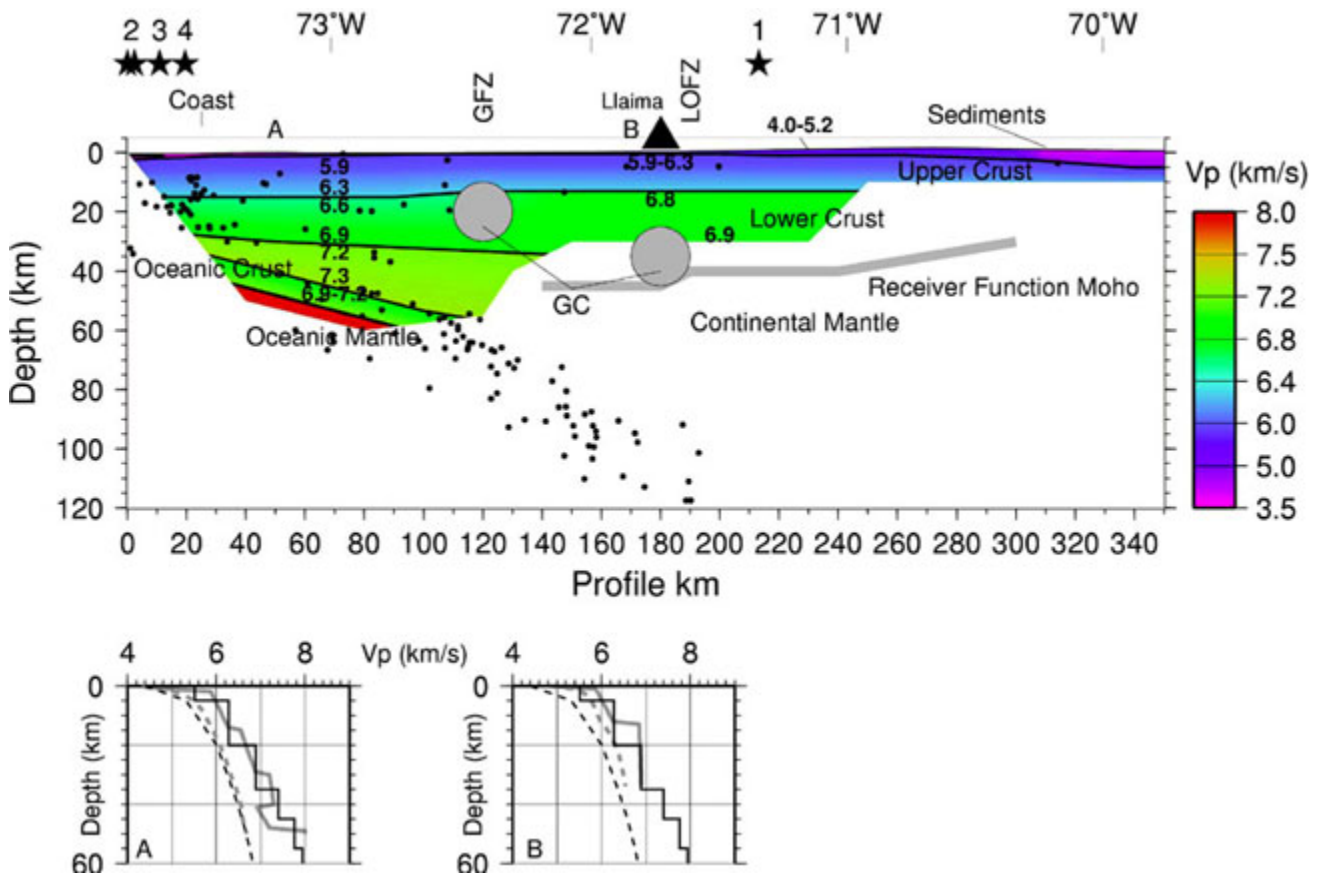 73°W 72°W 71°W 70°W
2 3 4 1
Coast GFZ Llaima LOFZ
A B 4.0-5.2 Sediments
0 5.9 5.9-6.3 Upper Crust Vp (km/s)
6.3
20 6.6 6.8 Lower Crust 8.0
6.9 6.9
7.2 7.5
40 Oceanic Crust 7.3 Receiver Function Moho 7.2
6.9-7.2 GC
60 Oceanic Mantle Continental Mantle 6.8
80 6.4
100 6.0
5.0
120 3.5
Depth (km)
0 20 40 60 80 100 120 140 160 180 200 220 240 260 280 300 320 340
Profile km
4 6 8 Vp (km/s) 4 6 8
0 0
Depth (km) Depth (km)
60 A 60 B